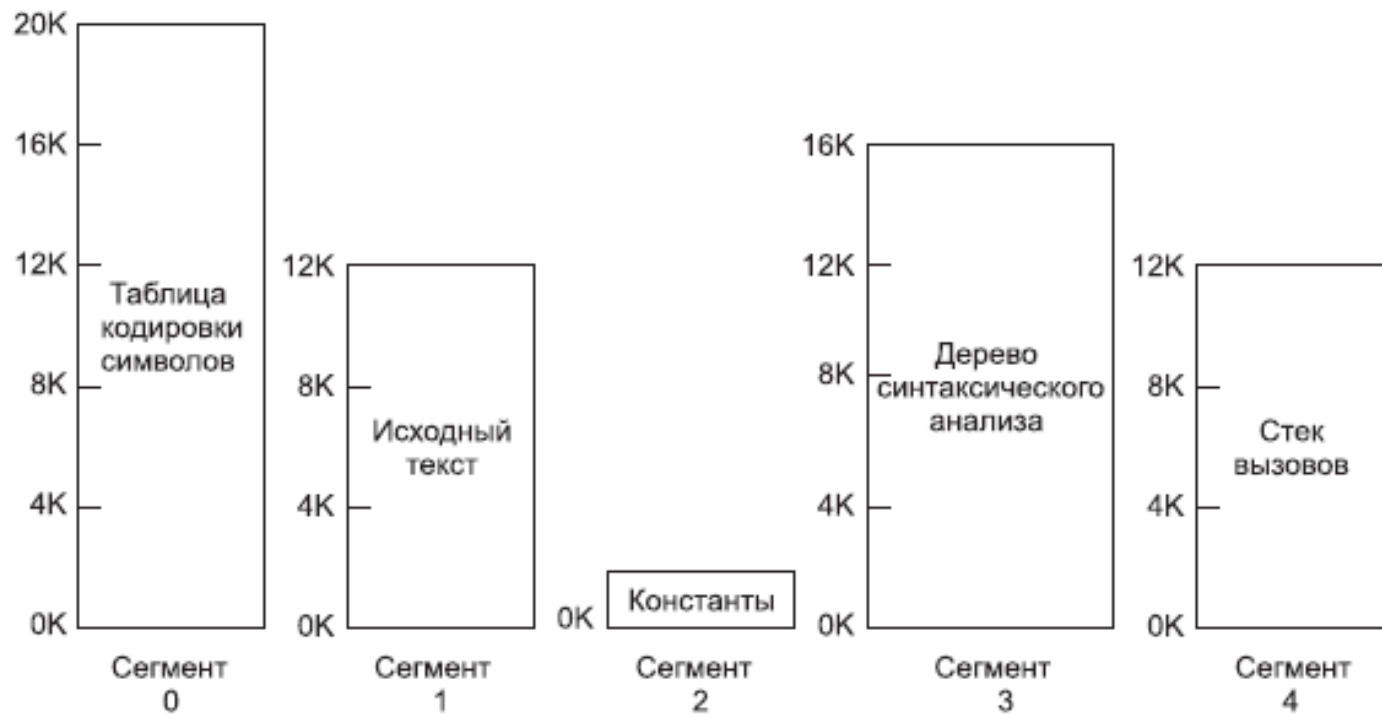 20K
16K
12K
8K
4K
0K
Таблица
кодировки
символов
Сегмент
0
12K
8K
4K
0K
Исходный
текст
Сегмент
1
0K
Константы
Сегмент
2
16K
12K
8K
4K
0K
Дерево
синтаксического
анализа
Сегмент
3
12K
8K
4K
0K
Стек
вызовов
Сегмент
4